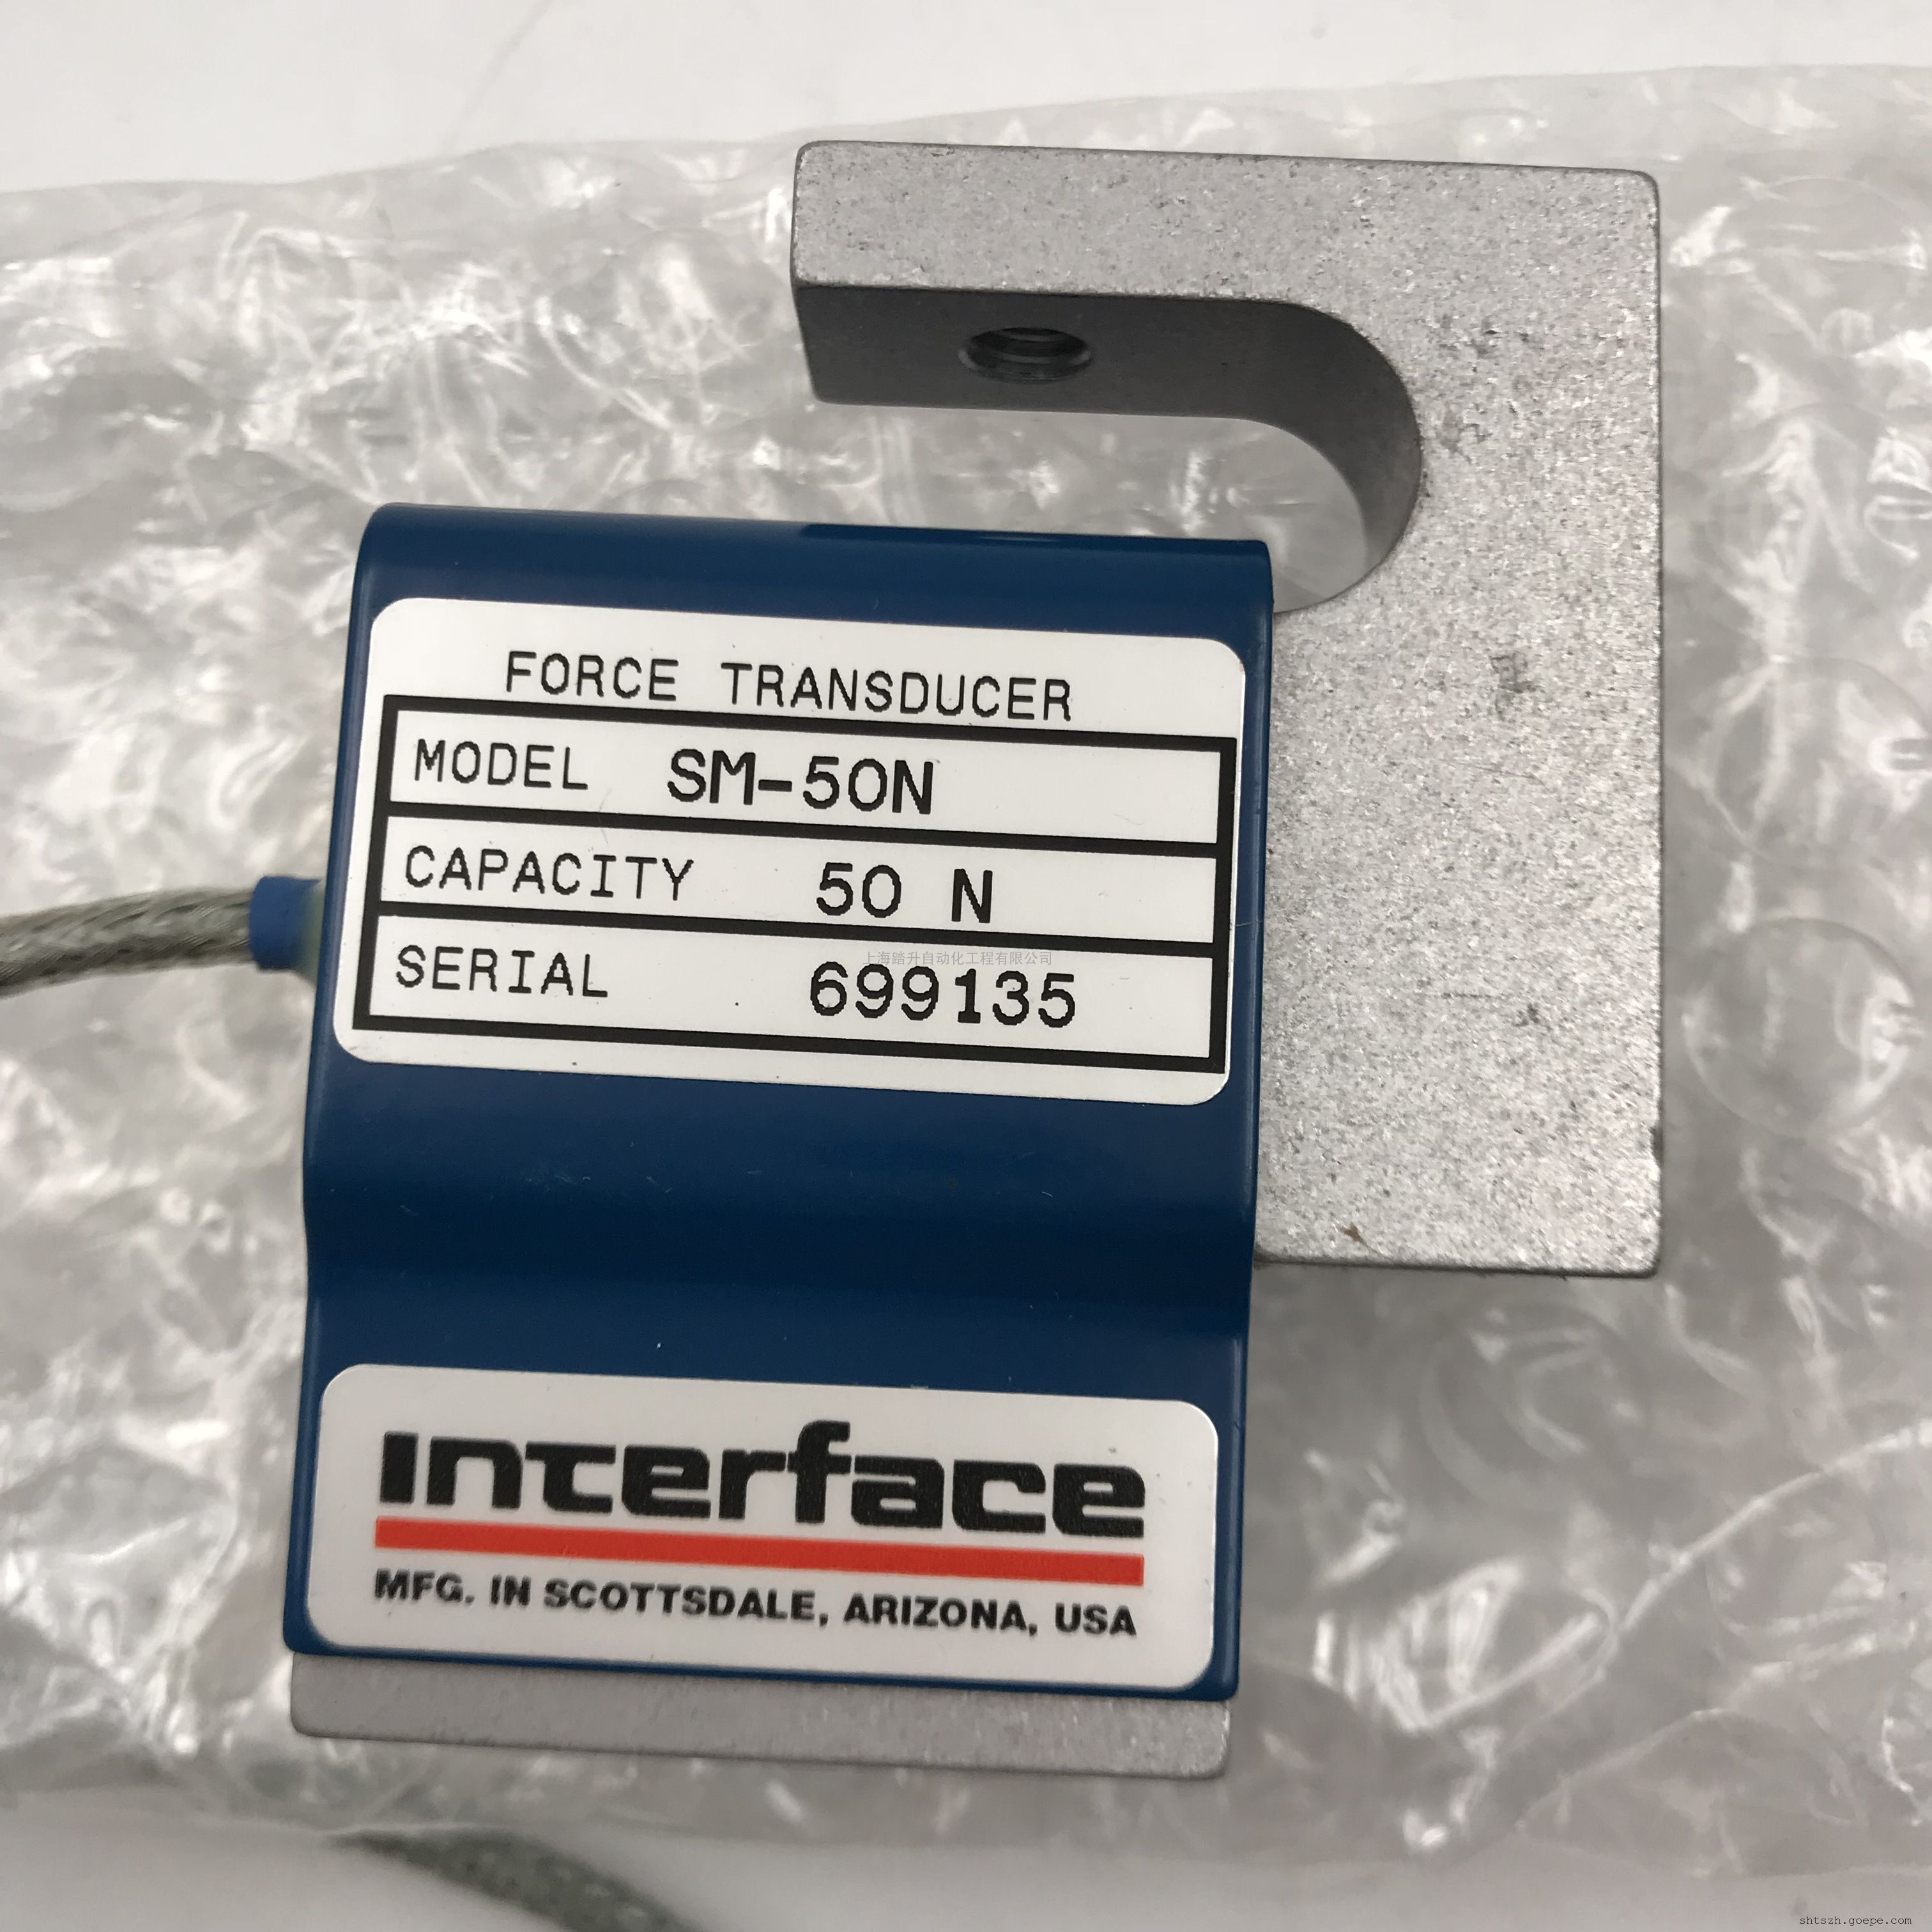 FORCE TRANSDUCER
MODEL SM-50N
CAPACITY 50 N
上海踏升自动化工程有限公司
SERIAL 699135
interface
MFG. IN SCOTTSDALE, ARIZONA, USA
shtszh.goepe.com